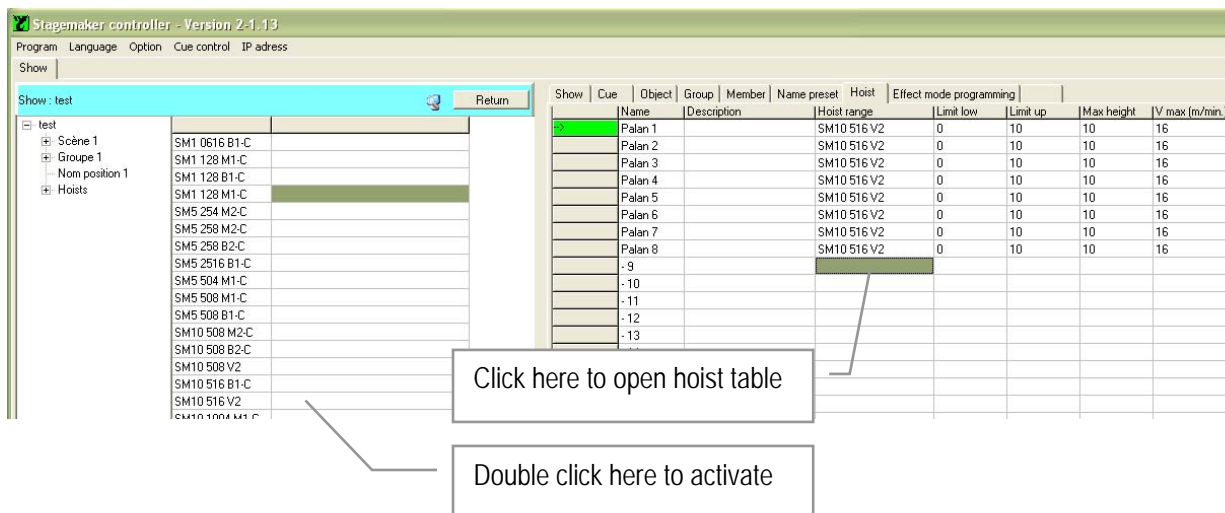 Stagemaker controller - Version 2-1.13
Program Language Option Cue control IP adress
Show
Show : test
Return
test
Scène 1
Groupe 1
Nom position 1
Hoists
SM1 0616 B1-C
SM1 128 M1-C
SM1 128 B1-C
SM1 128 M1-C
SM5 254 M2-C
SM5 258 M2-C
SM5 258 B2-C
SM5 2516 B1-C
SM5 504 M1-C
SM5 508 M1-C
SM5 508 B1-C
SM10 508 M2-C
SM10 508 B2-C
SM10 508 V2
SM10 516 B1-C
SM10 516 V2
SM10 1004 M1-C
Show Cue Object Group Member Name preset Hoist Effect mode programming
Name Description Hoist range Limit low Limit up Max height V max (m/min.
--> Palan 1 SM10 516 V2 0 10 10 16
Palan 2 SM10 516 V2 0 10 10 16
Palan 3 SM10 516 V2 0 10 10 16
Palan 4 SM10 516 V2 0 10 10 16
Palan 5 SM10 516 V2 0 10 10 16
Palan 6 SM10 516 V2 0 10 10 16
Palan 7 SM10 516 V2 0 10 10 16
Palan 8 SM10 516 V2 0 10 10 16
- 9
- 10
- 11
- 12
- 13
Click here to open hoist table
Double click here to activate